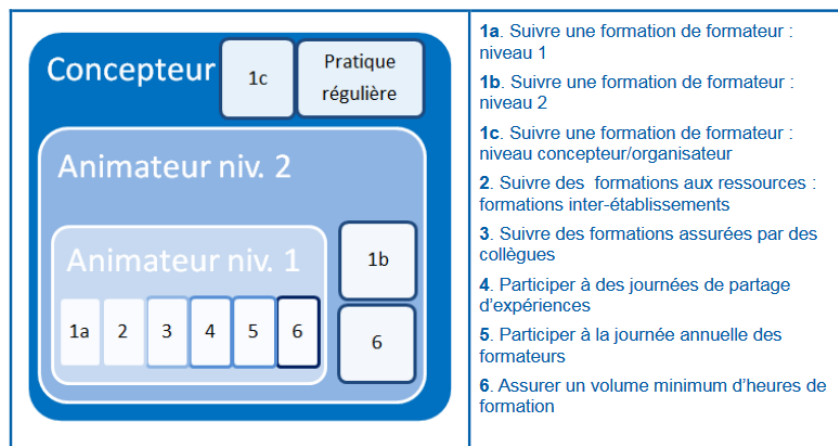 Concepteur
1c
Pratique
régulière
Animateur niv. 2
Animateur niv. 1
1a
2
3
4
5
6
1b
6
1a. Suivre une formation de formateur :
niveau 1
1b. Suivre une formation de formateur :
niveau 2
1c. Suivre une formation de formateur :
niveau concepteur/organisateur
2. Suivre des formations aux ressources :
formations inter-établissements
3. Suivre des formations assurées par des
collègues
4. Participer à des journées de partage
d'expériences
5. Participer à la journée annuelle des
formateurs
6. Assurer un volume minimum d'heures de
formation